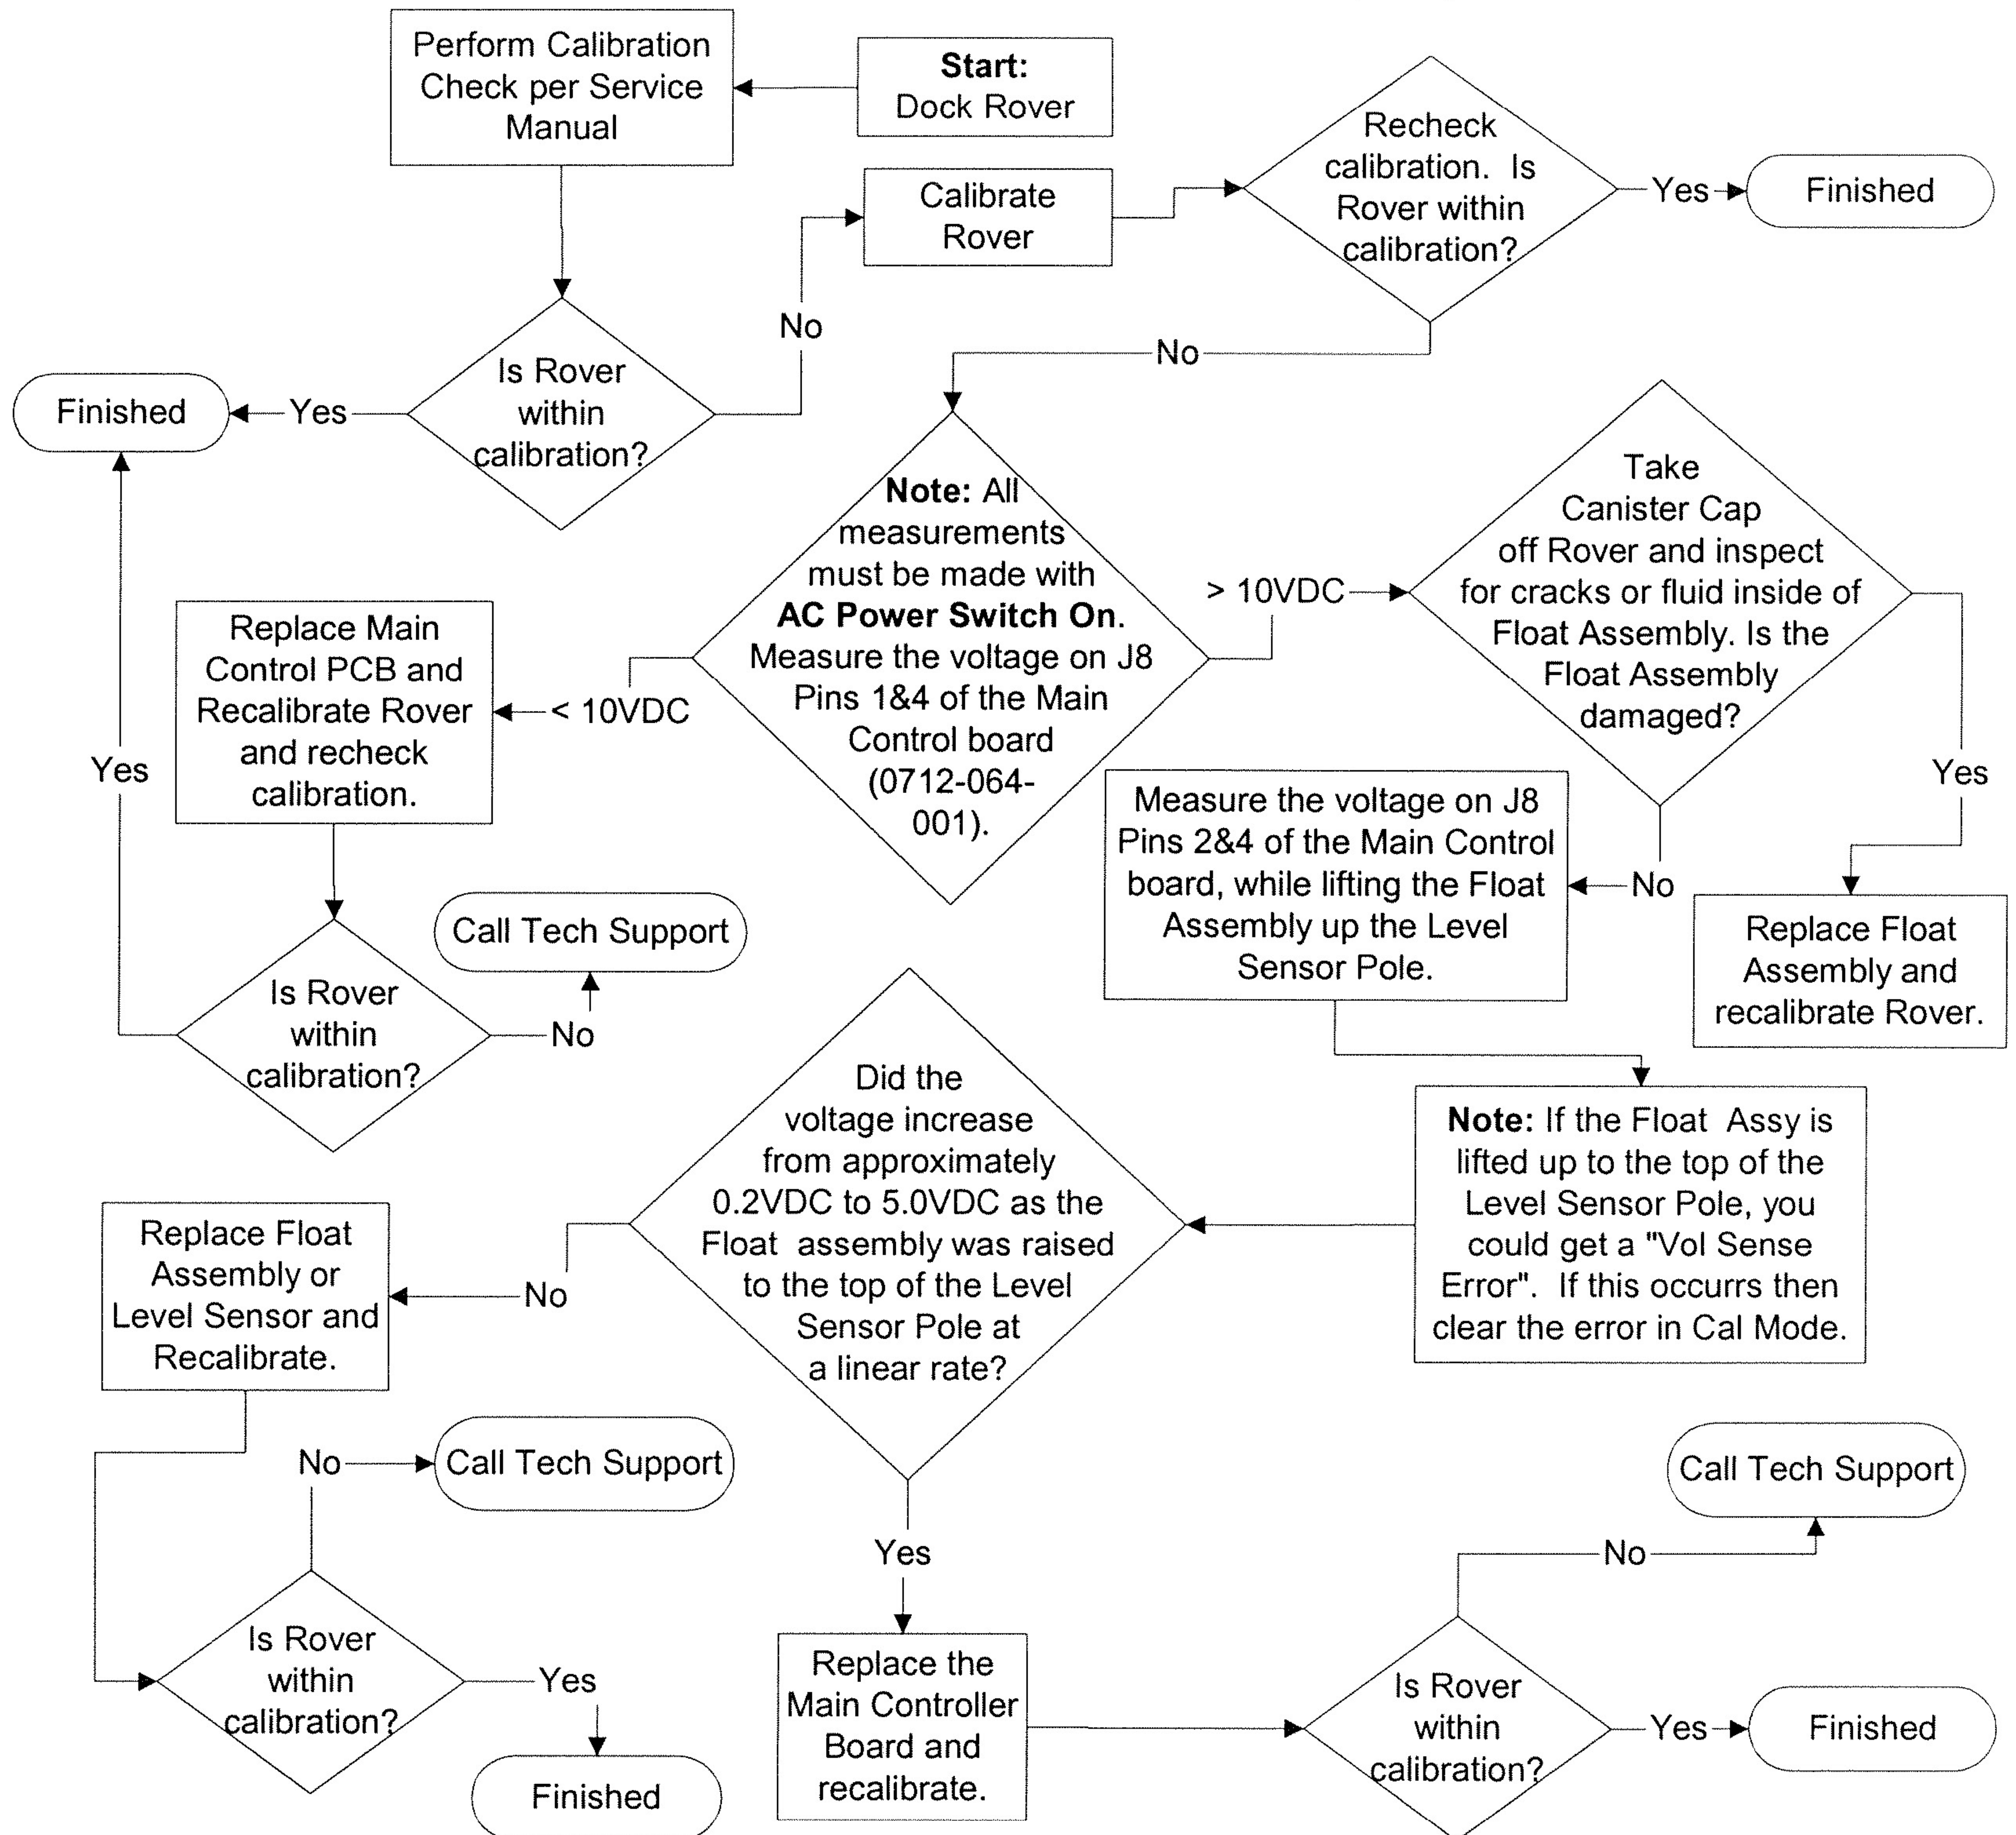 Start:
Dock Rover
Perform Calibration
Check per Service
Manual
Is Rover
within
calibration?
Yes
Finished
No
Calibrate
Rover
Recheck
calibration.  Is
Rover within
calibration?
Yes
Finished
No
Note: All
measurements
must be made with
AC Power Switch On.
Measure the voltage on J8
Pins 1&4 of the Main
Control board
(0712-064-
001).
< 10VDC
Replace Main
Control PCB and
Recalibrate Rover
and recheck
calibration.
Is Rover
within
calibration?
Yes
No
Call Tech Support
> 10VDC
Take
Canister Cap
off Rover and inspect
for cracks or fluid inside of
Float Assembly. Is the
Float Assembly
damaged?
Yes
Replace Float
Assembly and
recalibrate Rover.
No
Measure the voltage on J8
Pins 2&4 of the Main Control
board, while lifting the Float
Assembly up the Level
Sensor Pole.
Note: If the Float  Assy is
lifted up to the top of the
Level Sensor Pole, you
could get a "Vol Sense
Error".  If this occurrs then
clear the error in Cal Mode.
Did the
voltage increase
from approximately
0.2VDC to 5.0VDC as the
Float  assembly was raised
to the top of the Level
Sensor Pole at
a linear rate?
No
Replace Float
Assembly or
Level Sensor and
Recalibrate.
Is Rover
within
calibration?
No
Call Tech Support
Yes
Finished
Yes
Replace the
Main Controller
Board and
recalibrate.
Is Rover
within
calibration?
No
Call Tech Support
Yes
Finished